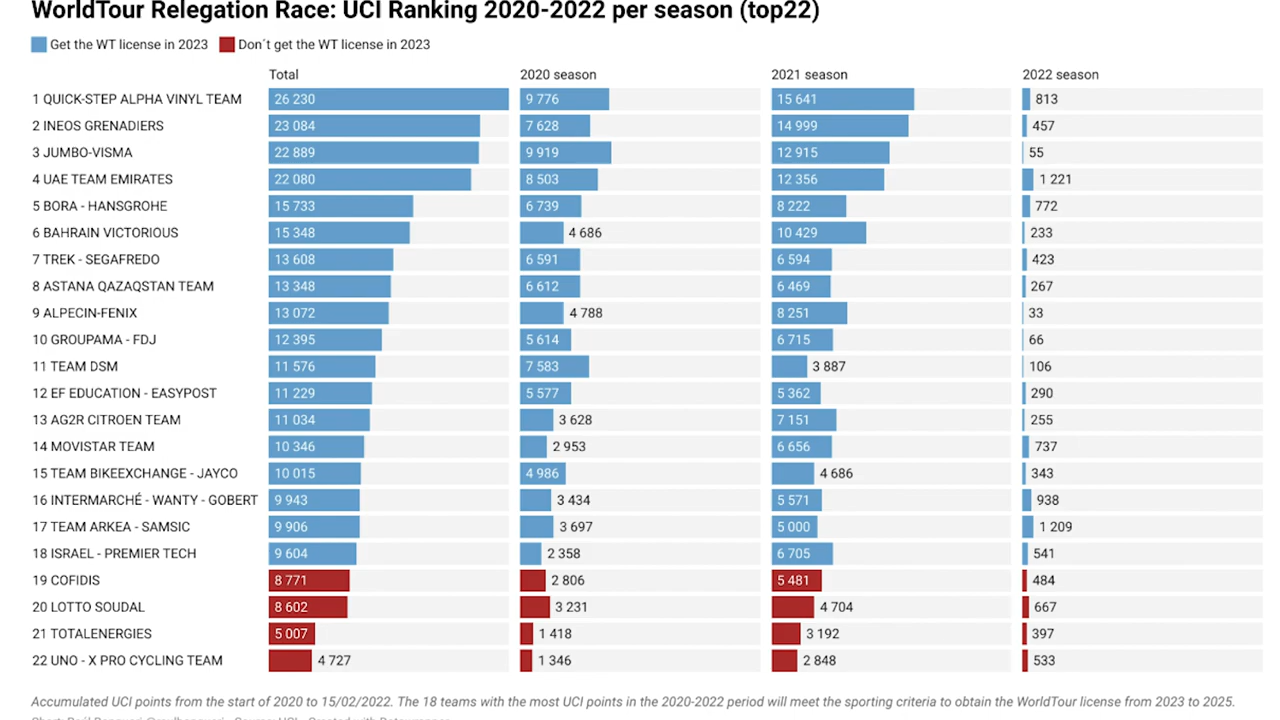 WorldTour Relegation Race: UCI Ranking 2020-2022 per season (top22)
Get the WT license in 2023 Don´t get the WT license in 2023
Total 2020 season 2021 season 2022 season
1 QUICK-STEP ALPHA VINYL TEAM 26 230 9 776 15 641 813
2 INEOS GRENADIERS 23 084 7 628 14 999 457
3 JUMBO-VISMA 22 889 9 919 12 915 55
4 UAE TEAM EMIRATES 22 080 8 503 12 356 1 221
5 BORA - HANSGROHE 15 733 6 739 8 222 772
6 BAHRAIN VICTORIOUS 15 348 4 686 10 429 233
7 TREK - SEGAFREDO 13 608 6 591 6 594 423
8 ASTANA QAZAQSTAN TEAM 13 348 6 612 6 469 267
9 ALPECIN-FENIX 13 072 4 788 8 251 33
10 GROUPAMA - FDJ 12 395 5 614 6 715 66
11 TEAM DSM 11 576 7 583 3 887 106
12 EF EDUCATION - EASYPOST 11 229 5 577 5 362 290
13 AG2R CITROEN TEAM 11 034 3 628 7 151 255
14 MOVISTAR TEAM 10 346 2 953 6 656 737
15 TEAM BIKEEXCHANGE - JAYCO 10 015 4 986 4 686 343
16 INTERMARCHÉ - WANTY - GOBERT 9 943 3 434 5 571 938
17 TEAM ARKEA - SAMSIC 9 906 3 697 5 000 1 209
18 ISRAEL - PREMIER TECH 9 604 2 358 6 705 541
19 COFIDIS 8 771 2 806 5 481 484
20 LOTTO SOUDAL 8 602 3 231 4 704 667
21 TOTALENERGIES 5 007 1 418 3 192 397
22 UNO - X PRO CYCLING TEAM 4 727 1 346 2 848 533
Accumulated UCI points from the start of 2020 to 15/02/2022. The 18 teams with the most UCI points in the 2020-2022 period will meet the sporting criteria to obtain the WorldTour license from 2023 to 2025.